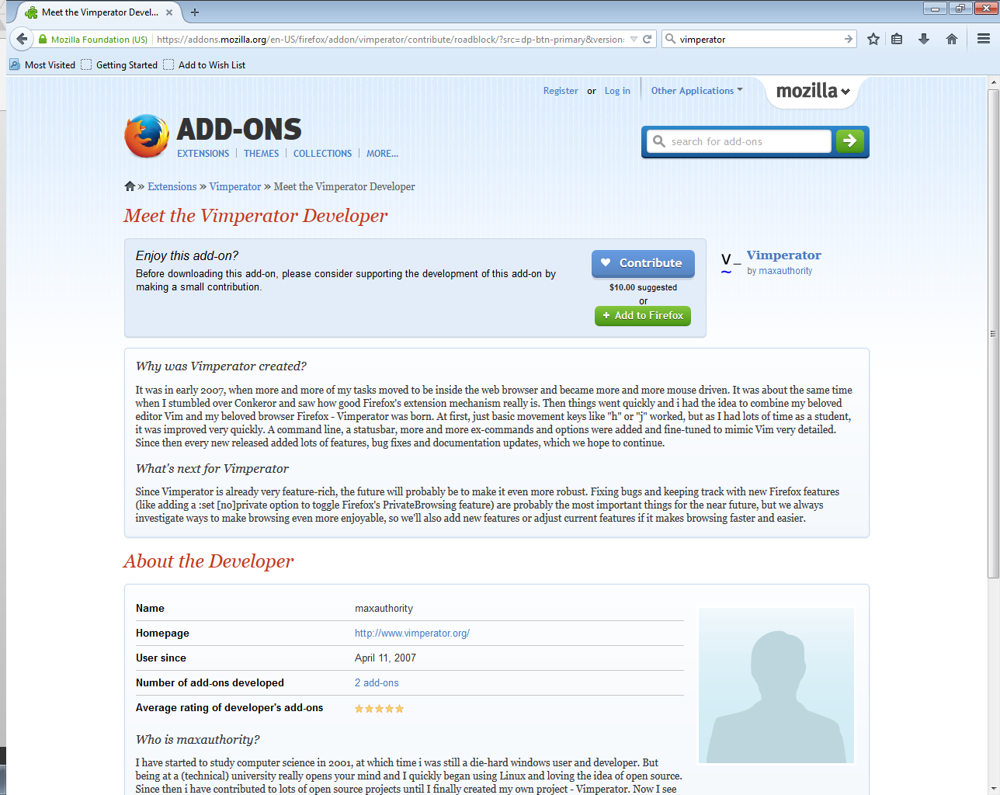 Meet the Vimperator Devel...
Mozilla Foundation (US)
https://addons.mozilla.org/en-US/firefox/addon/vimperator/contribute/roadblock/?src=dp-btn-primary&version:
vimperator
Most Visited
Getting Started
Add to Wish List
Register or Log in
Other Applications
mozilla
ADD-ONS
EXTENSIONS
THEMES
COLLECTIONS
MORE...
search for add-ons
» Extensions » Vimperator » Meet the Vimperator Developer
Meet the Vimperator Developer
Enjoy this add-on?
Before downloading this add-on, please consider supporting the development of this add-on by
making a small contribution.
Contribute
$10.00 suggested
or
+ Add to Firefox
V_
~
Vimperator
by maxauthority
Why was Vimperator created?
It was in early 2007, when more and more of my tasks moved to be inside the web browser and became more and more mouse driven. It was about the same time
when I stumbled over Conkeror and saw how good Firefox's extension mechanism really is. Then things went quickly and i had the idea to combine my beloved
editor Vim and my beloved browser Firefox - Vimperator was born. At first, just basic movement keys like "h" or "j" worked, but as I had lots of time as a student,
it was improved very quickly. A command line, a statusbar, more and more ex-commands and options were added and fine-tuned to mimic Vim very detailed.
Since then every new released added lots of features, bug fixes and documentation updates, which we hope to continue.
What's next for Vimperator
Since Vimperator is already very feature-rich, the future will probably be to make it even more robust. Fixing bugs and keeping track with new Firefox features
(like adding a :set [no]private option to toggle Firefox's PrivateBrowsing feature) are probably the most important things for the near future, but we always
investigate ways to make browsing even more enjoyable, so we'll also add new features or adjust current features if it makes browsing faster and easier.
About the Developer
Name
maxauthority
Homepage
http://www.vimperator.org/
User since
April 11, 2007
Number of add-ons developed
2 add-ons
Average rating of developer's add-ons
Who is maxauthority?
I have started to study computer science in 2001, at which time i was still a die-hard windows user and developer. But
being at a (technical) university really opens your mind and I quickly began using Linux and loving the idea of open source.
Since then i have contributed to lots of open source projects until I finally created my own project - Vimperator. Now I see